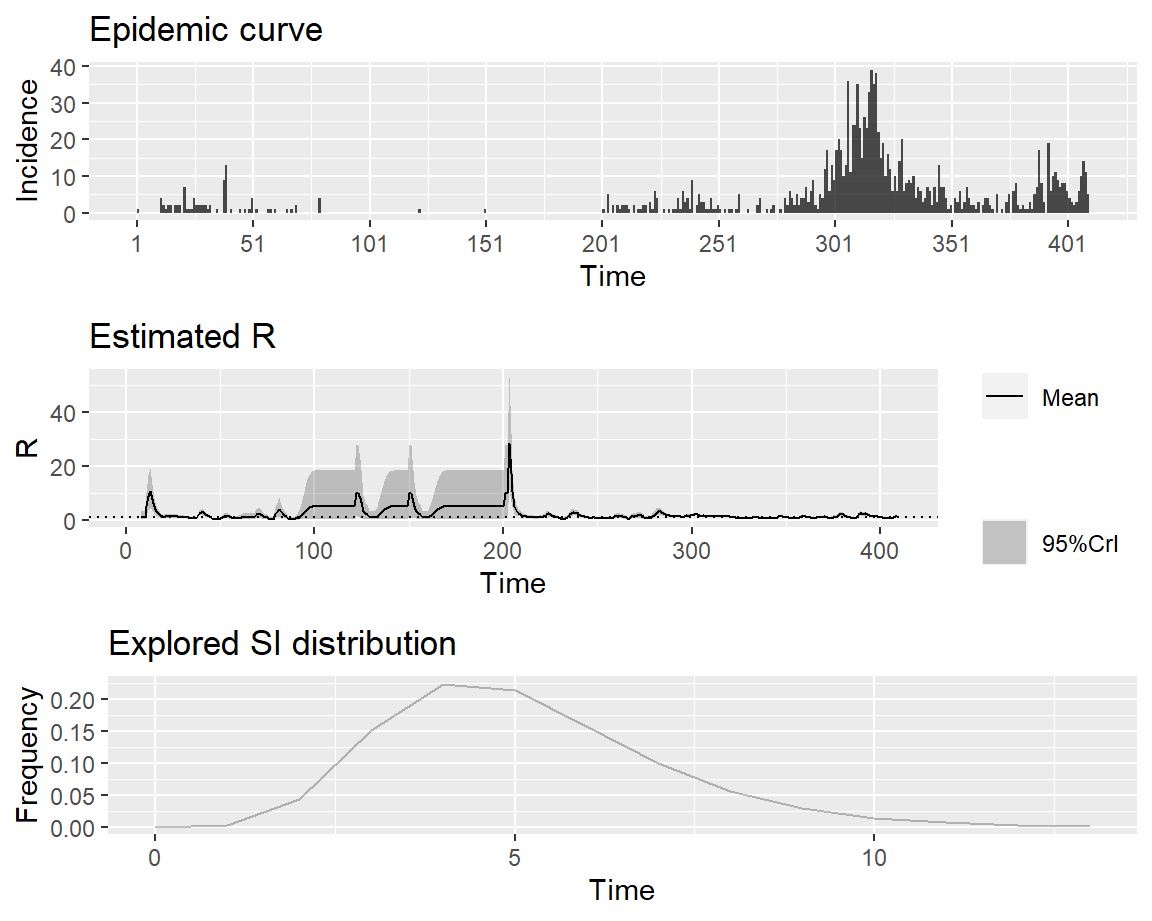 Epidemic curve
40
30
20
10
0
Incidence
1 51 101 151 201 251 301 351 401
Time
Estimated R
40
20
0
R
0 100 200 300 400
Time
Mean
95%CrI
Explored SI distribution
0.20
0.15
0.10
0.05
0.00
Frequency
0 5 10
Time